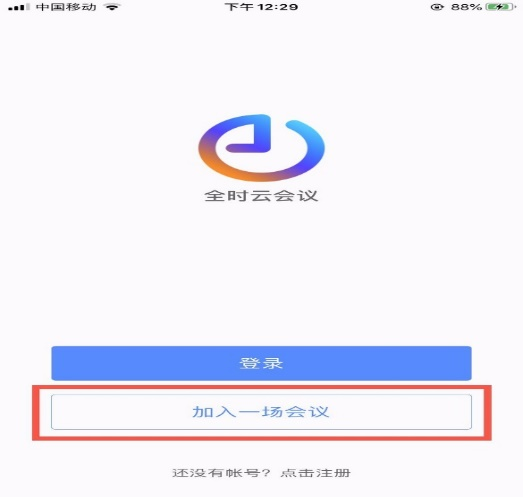 中国移动 下午12:29 88%
全时云会议
登录
加入一场会议
还没有帐号？点击注册